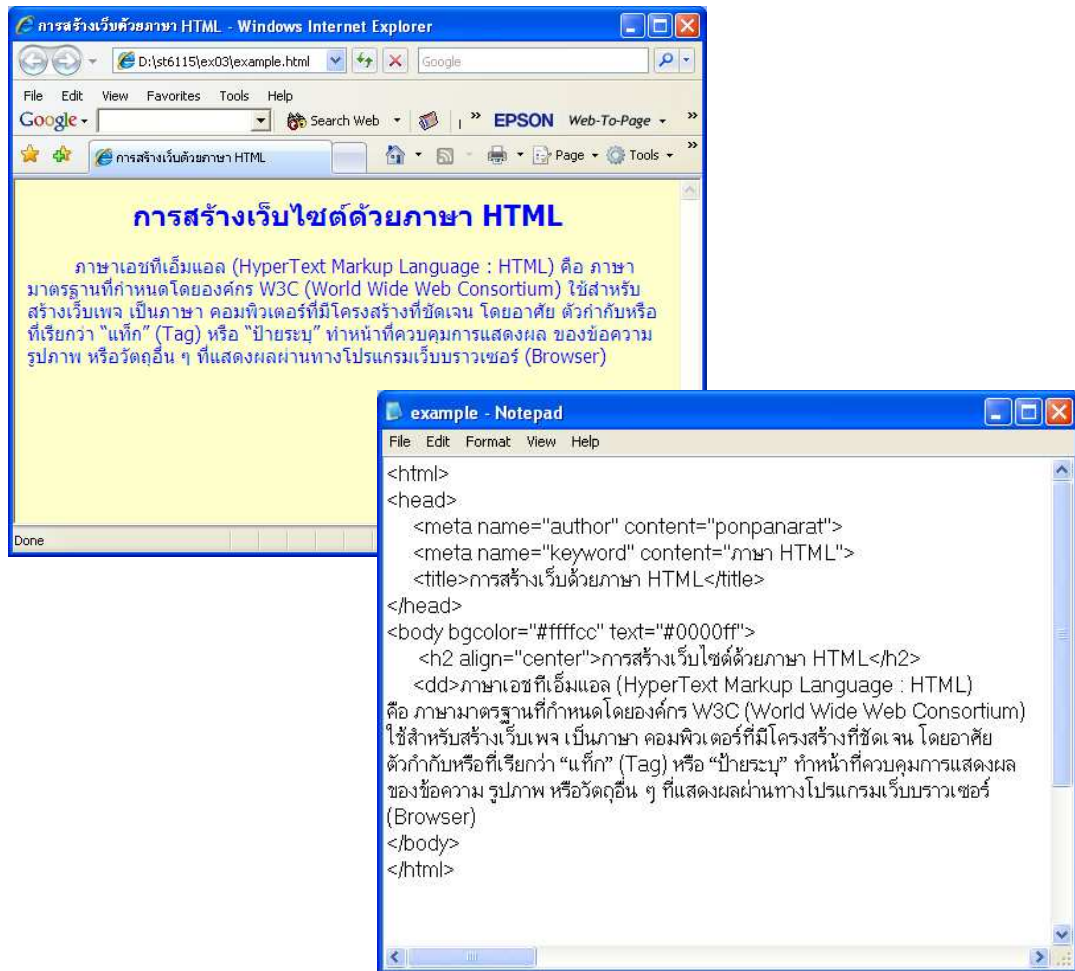 การสร้างเว็บด้วยภาษา HTML - Windows Internet Explorer
D:\st6115\ex03\example.html
Google
File Edit View Favorites Tools Help
Google
Search Web
EPSON Web-To-Page
การสร้างเว็บด้วยภาษา HTML
Page Tools
การสร้างเว็บไซต์ด้วยภาษา HTML
ภาษาเอชทีเอ็มแอล (HyperText Markup Language : HTML) คือ ภาษา
มาตรฐานที่กำหนดโดยองค์กร W3C (World Wide Web Consortium) ใช้สำหรับ
สร้างเว็บเพจ เป็นภาษา คอมพิวเตอร์ที่มีโครงสร้างที่ชัดเจน โดยอาศัย ตัวกำกับหรือ
ที่เรียกว่า “แท็ก” (Tag) หรือ “ป้ายระบุ” ทำหน้าที่ควบคุมการแสดงผล ของข้อความ
รูปภาพ หรือวัตถุอื่น ๆ ที่แสดงผลผ่านทางโปรแกรมเว็บบราวเซอร์ (Browser)
Done
example - Notepad
File Edit Format View Help
<html>
<head>
<meta name="author" content="ponpanarat">
<meta name="keyword" content="ภาษา HTML">
<title>การสร้างเว็บด้วยภาษา HTML</title>
</head>
<body bgcolor="#ffffcc" text="#0000ff">
<h2 align="center">การสร้างเว็บไซต์ด้วยภาษา HTML</h2>
<dd>ภาษาเอชทีเอ็มแอล (HyperText Markup Language : HTML)
คือ ภาษามาตรฐานที่กำหนดโดยองค์กร W3C (World Wide Web Consortium)
ใช้สำหรับสร้างเว็บเพจ เป็นภาษา คอมพิวเตอร์ที่มีโครงสร้างที่ชัดเจน โดยอาศัย
ตัวกำกับหรือที่เรียกว่า “แท็ก” (Tag) หรือ “ป้ายระบุ” ทำหน้าที่ควบคุมการแสดงผล
ของข้อความ รูปภาพ หรือวัตถุอื่น ๆ ที่แสดงผลผ่านทางโปรแกรมเว็บบราวเซอร์
(Browser)
</body>
</html>